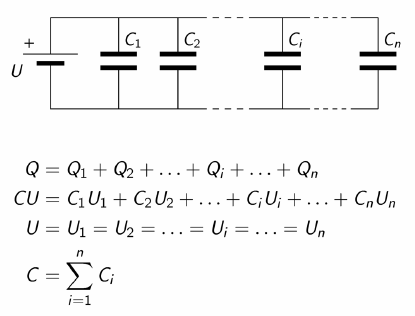 + C₁ C₂ Cᵢ Cₙ
U
Q = Q₁ + Q₂ + … + Qᵢ + … + Qₙ
CU = C₁U₁ + C₂U₂ + … + CᵢUᵢ + … + CₙUₙ
U = U₁ = U₂ = … = Uᵢ = … = Uₙ
n
C = ∑ Cᵢ
i=1